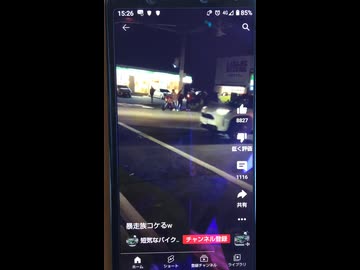 15:26
4G 85%
8827
低く評価
1116
共有
暴走族コケるw
短気なバイク..
チャンネル登録
ホーム
ショート
登録チャンネル
ライブラリ